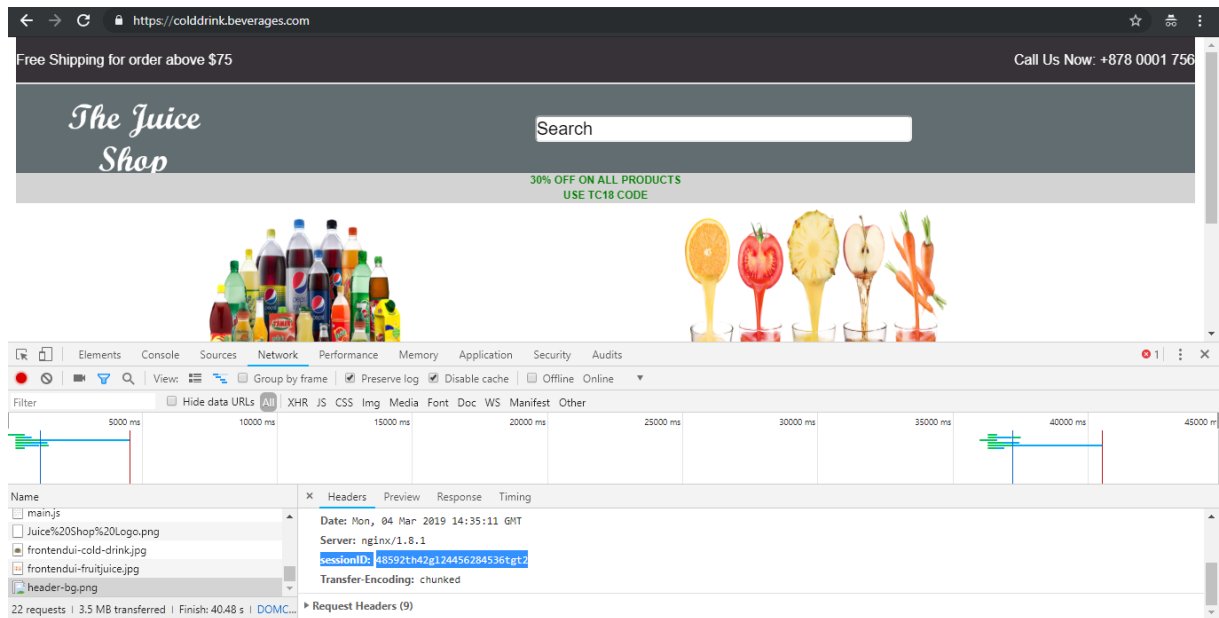 https://colddrink.beverages.com
Free Shipping for order above $75
Call Us Now: +878 0001 756
The Juice
Shop
Search
30% OFF ON ALL PRODUCTS
USE TC18 CODE
Elements Console Sources Network Performance Memory Application Security Audits 1
View: Group by frame Preserve log Disable cache Offline Online
Filter Hide data URLs All XHR JS CSS Img Media Font Doc WS Manifest Other
5000 ms 10000 ms 15000 ms 20000 ms 25000 ms 30000 ms 35000 ms 40000 ms 45000 m
Name
main.js
Juice%20Shop%20Logo.png
frontendui-cold-drink.jpg
frontendui-fruitjuice.jpg
header-bg.png
22 requests | 3.5 MB transferred | Finish: 40.48 s | DOMC...
× Headers Preview Response Timing
Date: Mon, 04 Mar 2019 14:35:11 GMT
Server: nginx/1.8.1
sessionID: 48592th42gl24456284536tgt2
Transfer-Encoding: chunked
Request Headers (9)